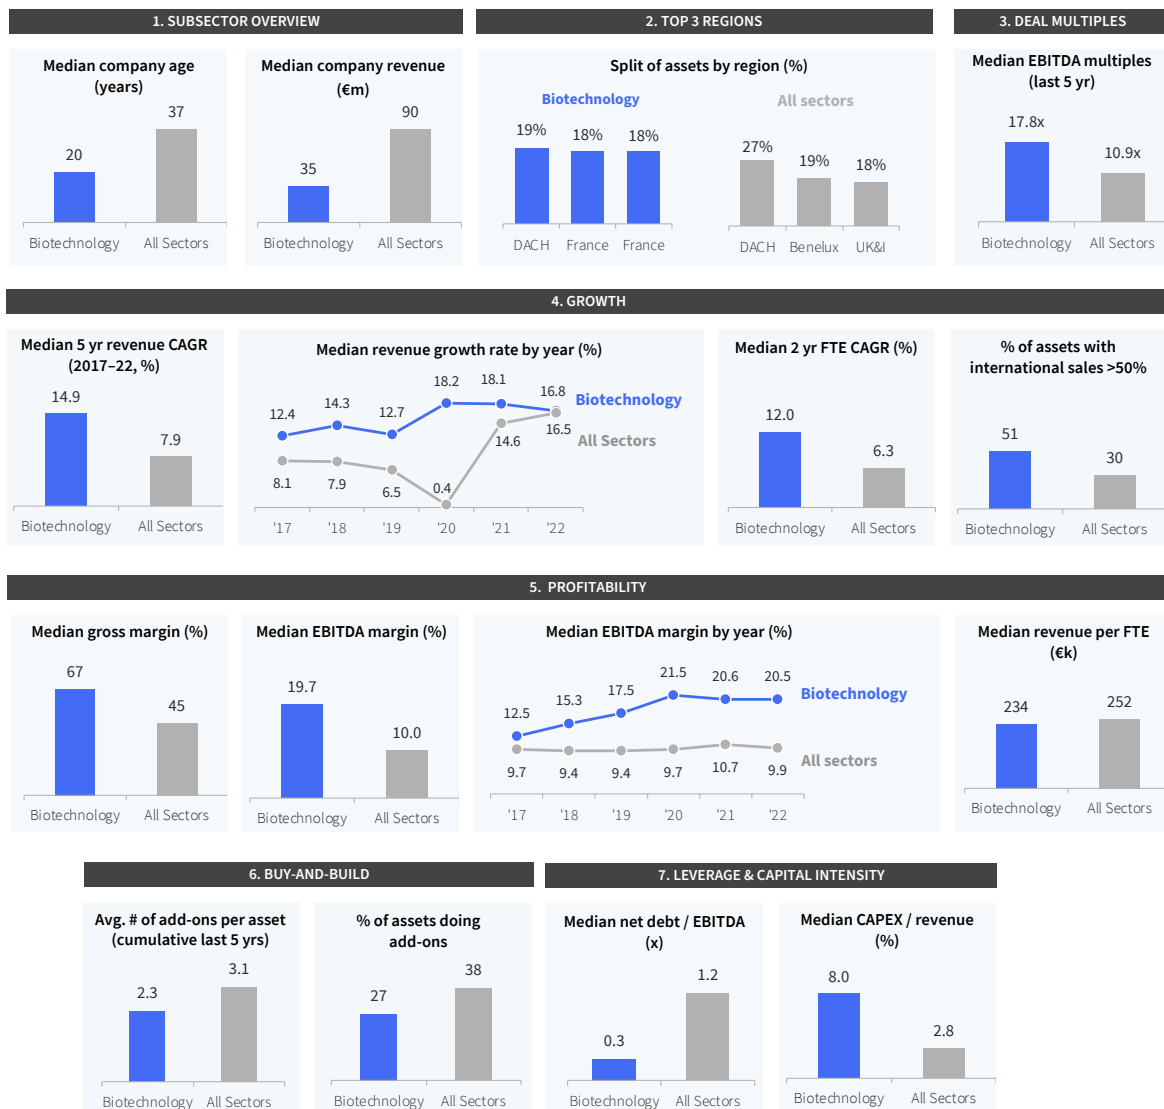 1. SUBSECTOR OVERVIEW
Median company age
(years)
20
37
Biotechnology
All Sectors
Median company revenue
(€m)
35
90
Biotechnology
All Sectors
2. TOP 3 REGIONS
Split of assets by region (%)
Biotechnology
19%
18%
18%
DACH
France
France
All sectors
27%
19%
18%
DACH
Benelux
UK&I
3. DEAL MULTIPLES
Median EBITDA multiples
(last 5 yr)
17.8x
10.9x
Biotechnology
All Sectors
4. GROWTH
Median 5 yr revenue CAGR
(2017–22, %)
14.9
7.9
Biotechnology
All Sectors
Median revenue growth rate by year (%)
12.4
14.3
12.7
18.2
18.1
16.8
Biotechnology
8.1
7.9
6.5
0.4
14.6
16.5
All Sectors
'17
'18
'19
'20
'21
'22
Median 2 yr FTE CAGR (%)
12.0
6.3
Biotechnology
All Sectors
% of assets with
international sales >50%
51
30
Biotechnology
All Sectors
5. PROFITABILITY
Median gross margin (%)
67
45
Biotechnology
All Sectors
Median EBITDA margin (%)
19.7
10.0
Biotechnology
All Sectors
Median EBITDA margin by year (%)
12.5
15.3
17.5
21.5
20.6
20.5
Biotechnology
9.7
9.4
9.4
9.7
10.7
9.9
All sectors
'17
'18
'19
'20
'21
'22
Median revenue per FTE
(€k)
234
252
Biotechnology
All Sectors
6. BUY-AND-BUILD
Avg. # of add-ons per asset
(cumulative last 5 yrs)
2.3
3.1
Biotechnology
All Sectors
% of assets doing
add-ons
27
38
Biotechnology
All Sectors
7. LEVERAGE & CAPITAL INTENSITY
Median net debt / EBITDA
(x)
0.3
1.2
Biotechnology
All Sectors
Median CAPEX / revenue
(%)
8.0
2.8
Biotechnology
All Sectors